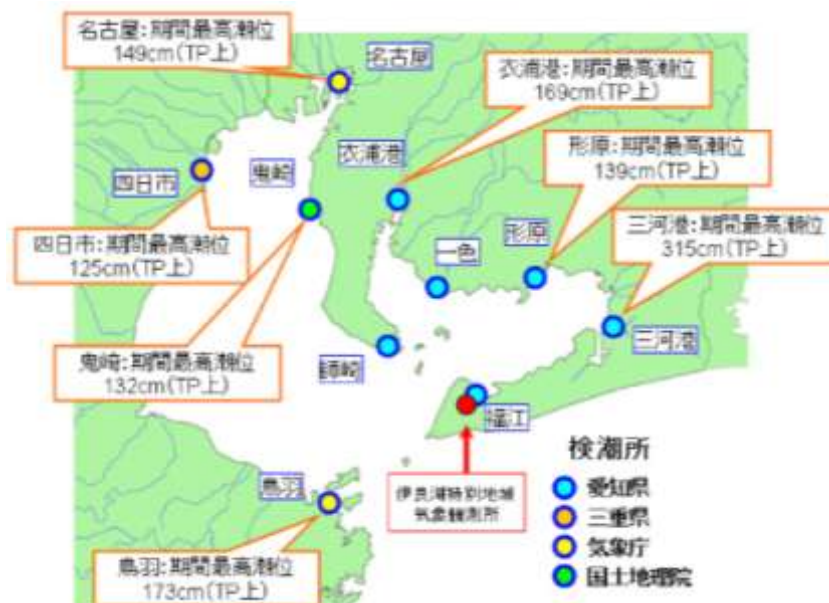 名古屋:期間最高潮位
149cm(TP上)
名古屋
衣浦港:期間最高潮位
169cm(TP上)
衣浦港
形原:期間最高潮位
139cm(TP上)
四日市
鬼崎
三河港:期間最高潮位
315cm(TP上)
四日市:期間最高潮位
125cm(TP上)
一色
形原
鬼崎:期間最高潮位
132cm(TP上)
師崎
三河港
福江
検潮所
鳥羽
伊良湖特別地域
気象観測所
愛知県
三重県
気象庁
国土地理院
鳥羽:期間最高潮位
173cm(TP上)